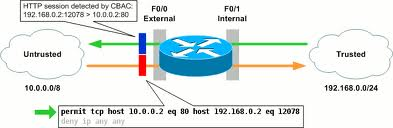 HTTP session detected by CBAC:
192.168.0.2:12078 > 10.0.0.2:80
F0/0
External
F0/1
Internal
Untrusted
Trusted
10.0.0.0/8
192.168.0.0/24
permit tcp host 10.0.0.2 eq 80 host 192.168.0.2 eq 12078
deny ip any any